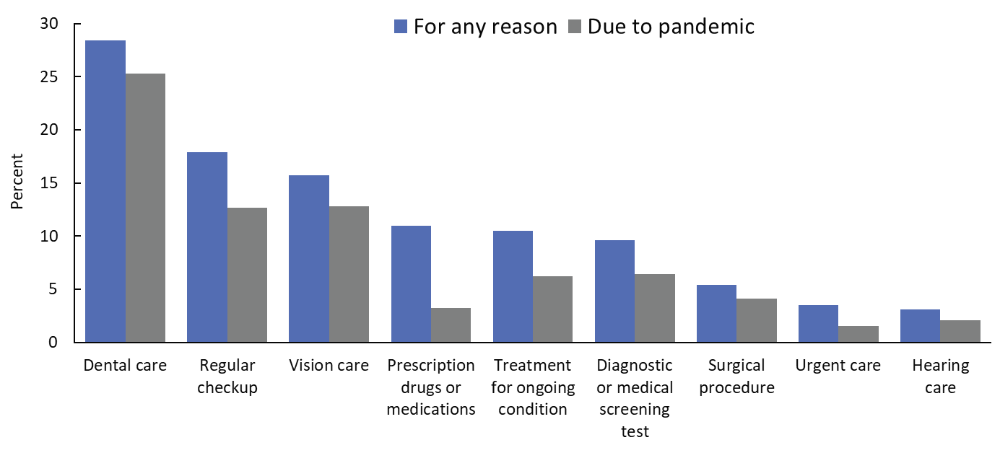 For any reason
Due to pandemic
Percent
30
25
20
15
10
5
0
Dental care
Regular
checkup
Vision care
Prescription
drugs or
medications
Treatment
for ongoing
condition
Diagnostic
or medical
screening
test
Surgical
procedure
Urgent care
Hearing
care